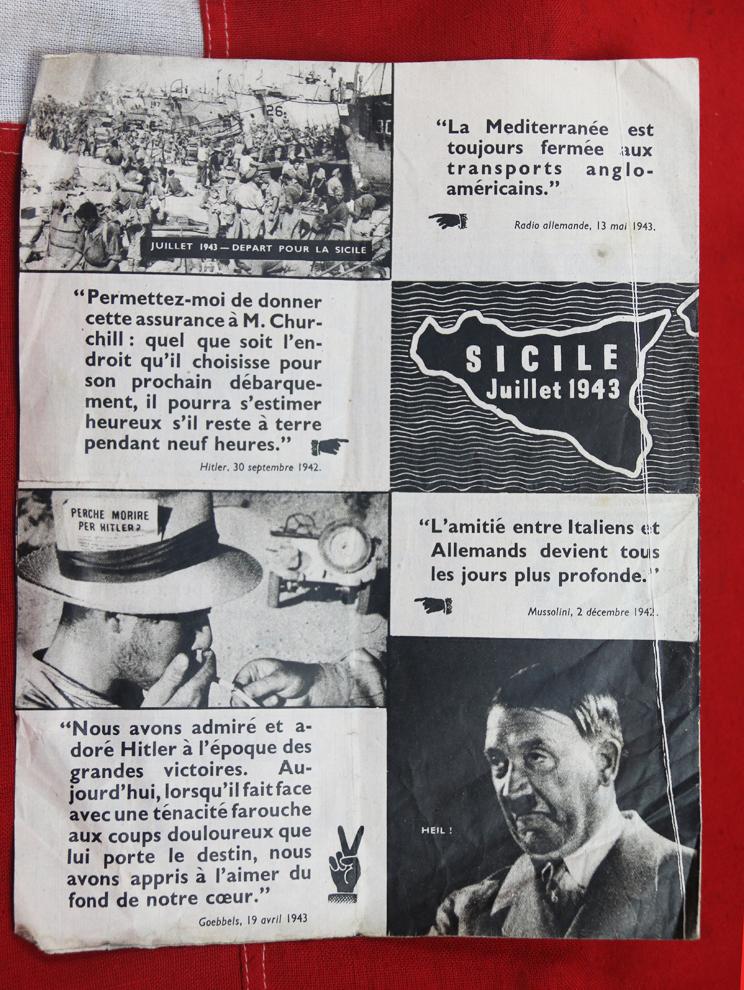 26
30
JUILLET 1943 — DEPART POUR LA SICILE
“La Mediterranée est
toujours fermée aux
transports anglo-
américains.”
Radio allemande, 13 mai 1943.
“Permettez-moi de donner
cette assurance à M. Chur-
chill : quel que soit l'en-
droit qu'il choisisse pour
son prochain débarque-
ment, il pourra s'estimer
heureux s'il reste à terre
pendant neuf heures.”
Hitler, 30 septembre 1942.
SICILE
Juillet 1943
PERCHE MORIRE
PER HITLER?
“L'amitié entre Italiens et
Allemands devient tous
les jours plus profonde.”
Mussolini, 2 décembre 1942.
“Nous avons admiré et a-
doré Hitler à l'époque des
grandes victoires. Au-
jourd'hui, lorsqu'il fait face
avec une ténacité farouche
aux coups douloureux que
lui porte le destin, nous
avons appris à l'aimer du
fond de notre cœur.”
Goebbels, 19 avril 1943
HEIL !